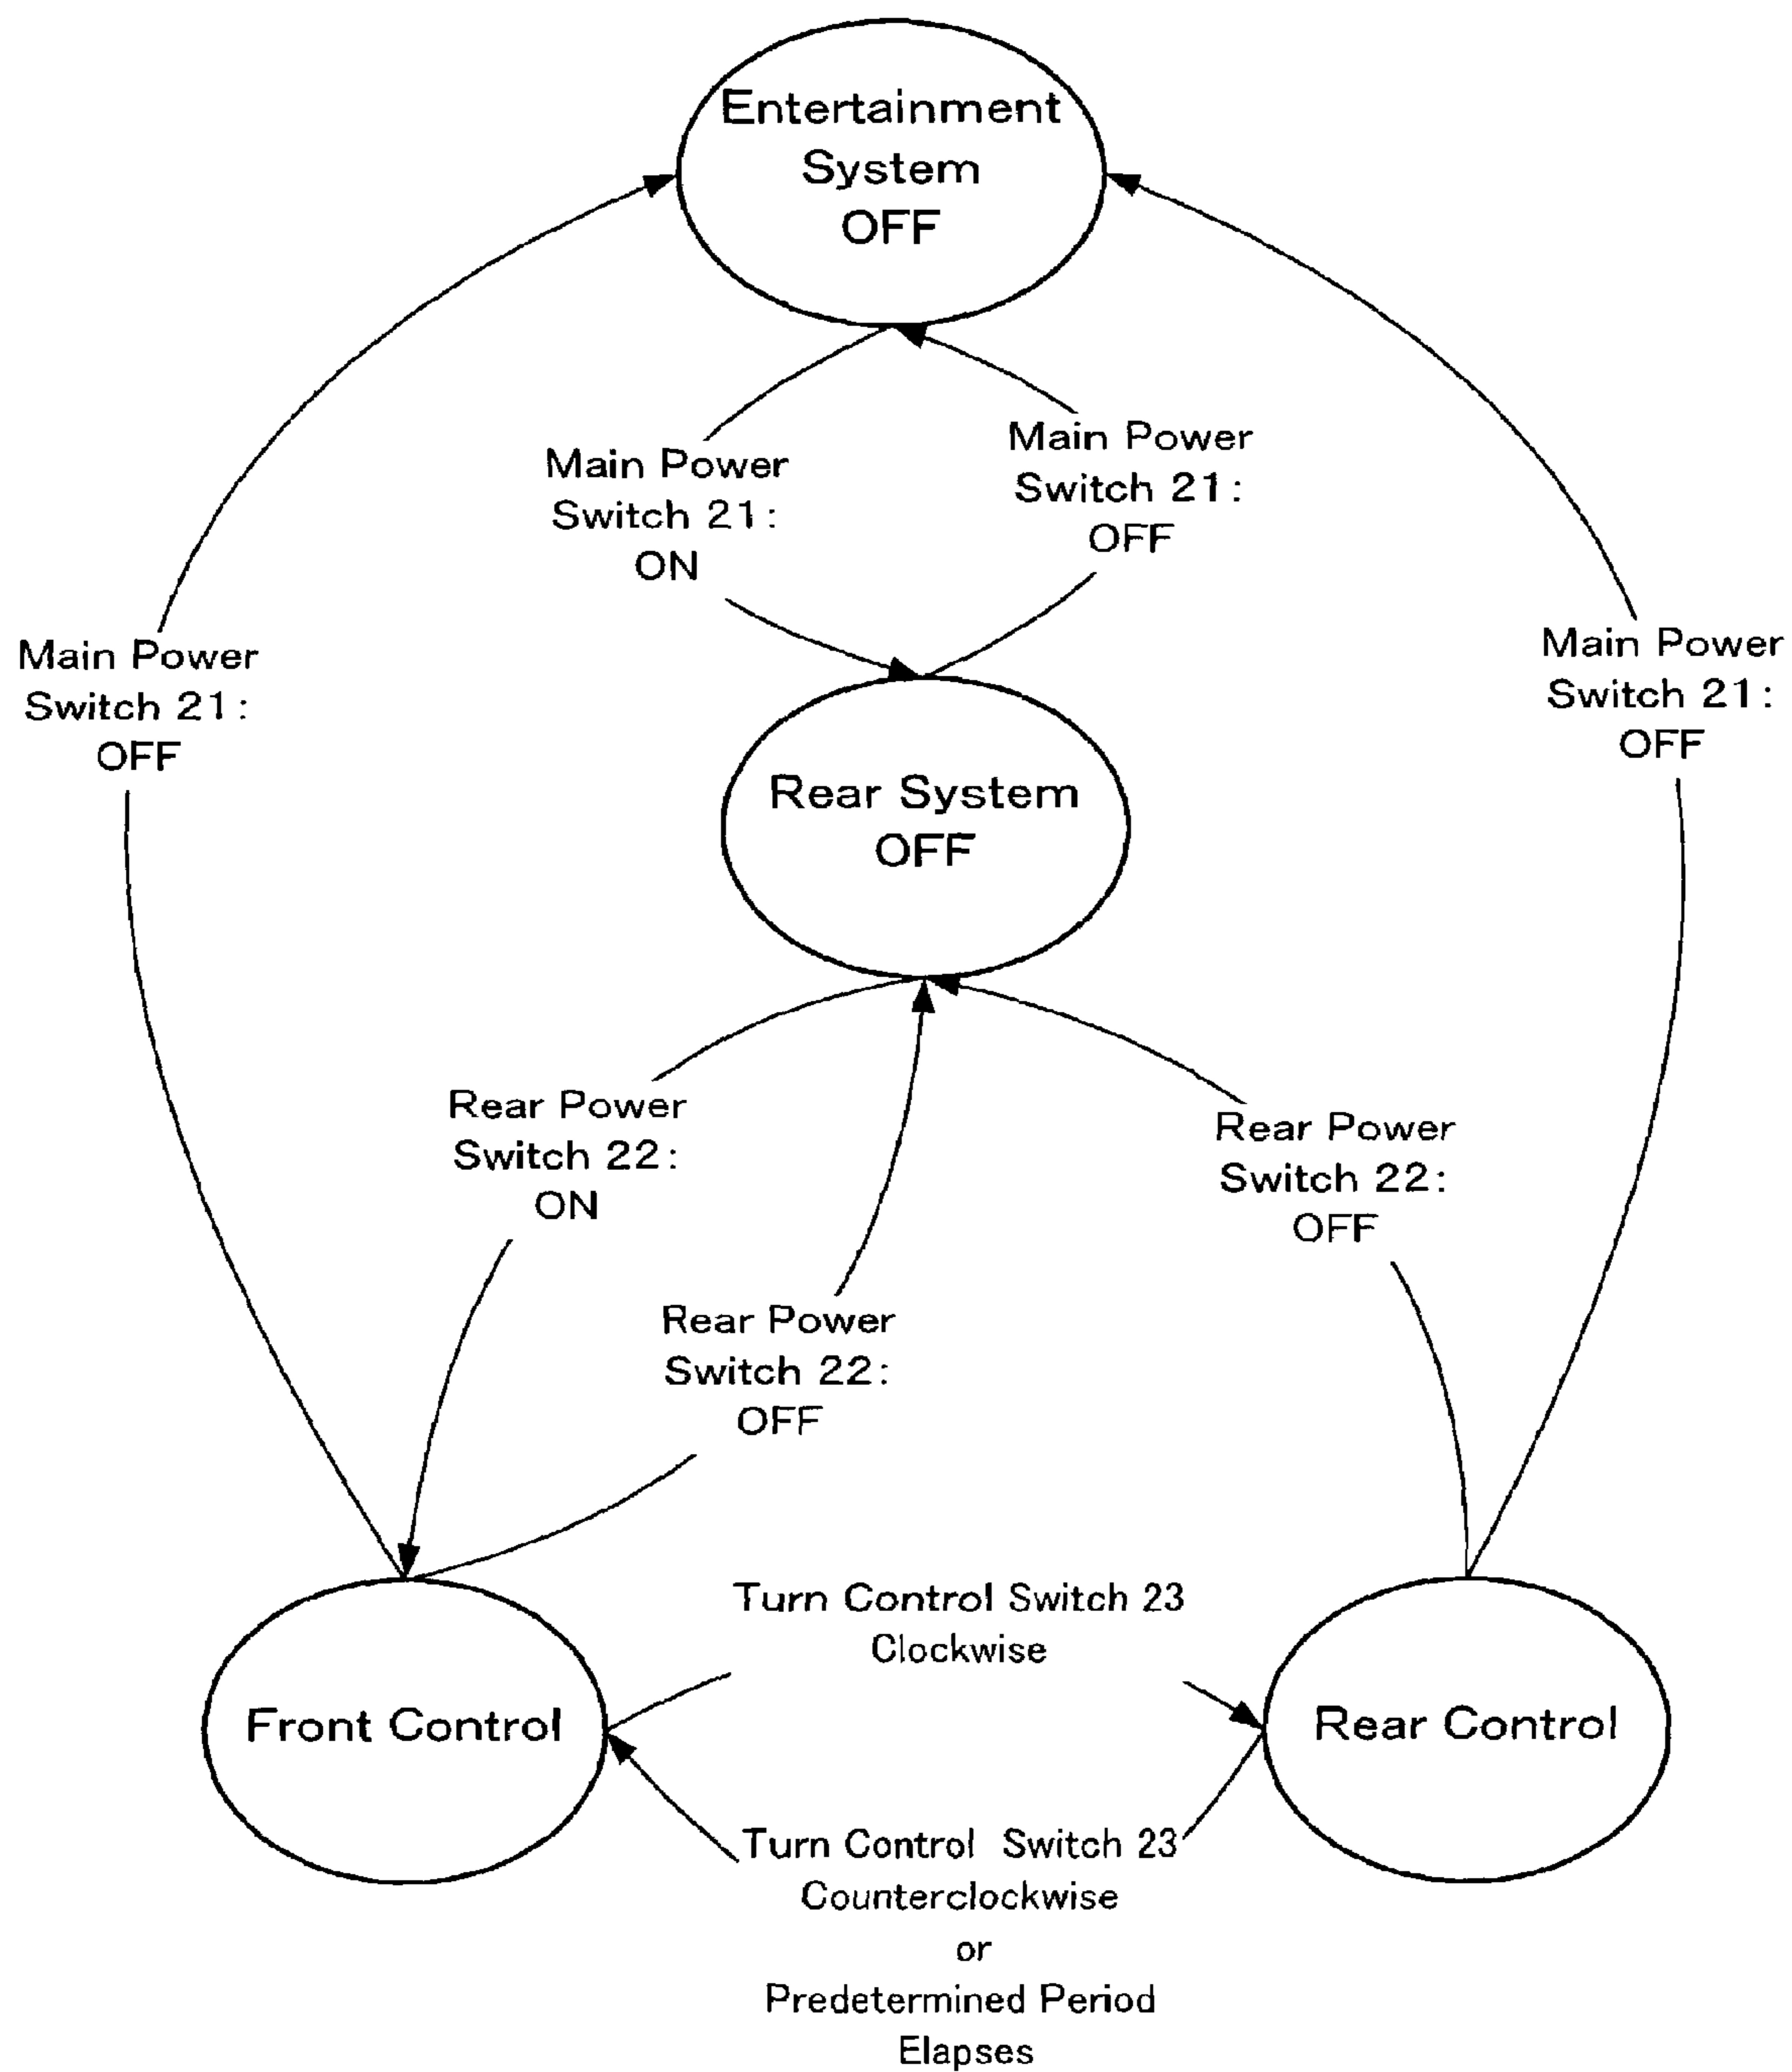 Entertainment
System
OFF
Main Power
Switch 21:
ON
Main Power
Switch 21:
OFF
Main Power
Switch 21:
OFF
Main Power
Switch 21:
OFF
Rear System
OFF
Rear Power
Switch 22:
ON
Rear Power
Switch 22:
OFF
Rear Power
Switch 22:
OFF
Turn Control Switch 23
Clockwise
Front Control
Rear Control
Turn Control Switch 23
Counterclockwise
or
Predetermined Period
Elapses